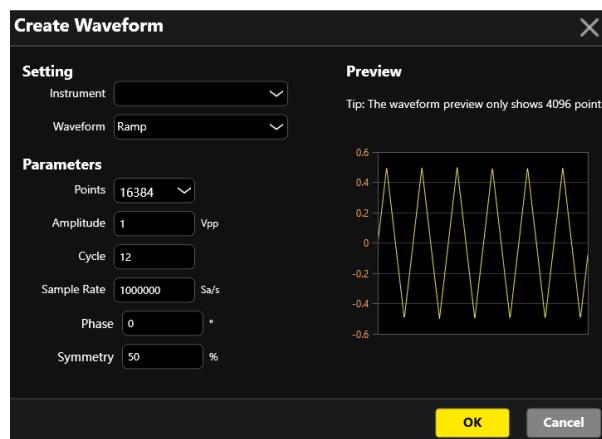 Create Waveform
Setting
Instrument
Waveform Ramp
Parameters
Points 16384
Amplitude 1 Vpp
Cycle 12
Sample Rate 1000000 Sa/s
Phase 0 °
Symmetry 50 %
Preview
Tip: The waveform preview only shows 4096 point
0.6
0.4
0.2
0
-0.2
-0.4
-0.6
OK
Cancel